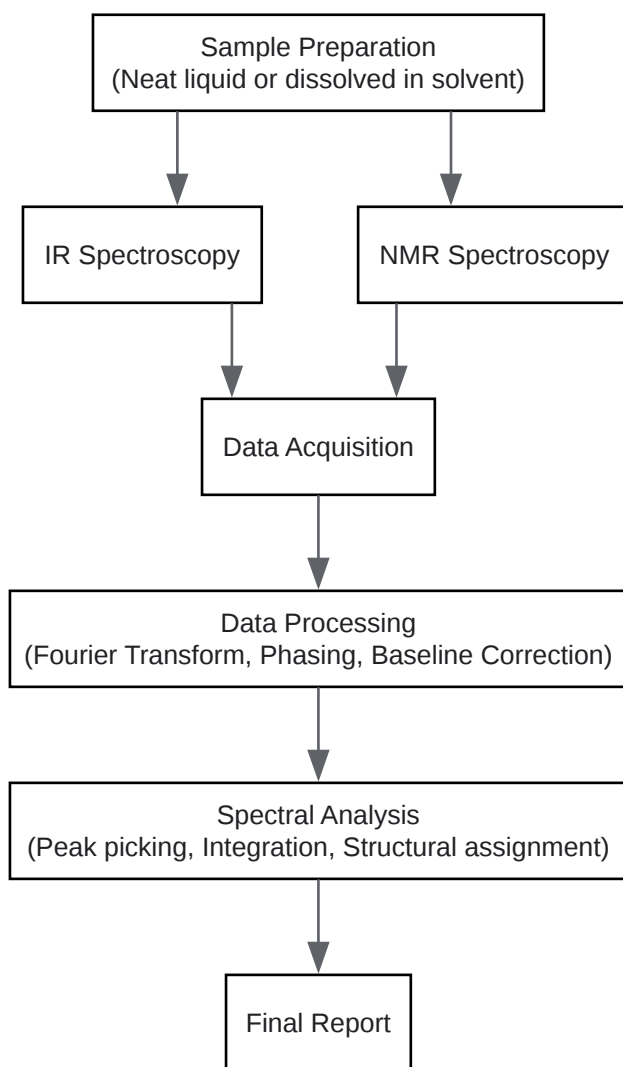 Sample Preparation
(Neat liquid or dissolved in solvent)
IR Spectroscopy
NMR Spectroscopy
Data Acquisition
Data Processing
(Fourier Transform, Phasing, Baseline Correction)
Spectral Analysis
(Peak picking, Integration, Structural assignment)
Final Report